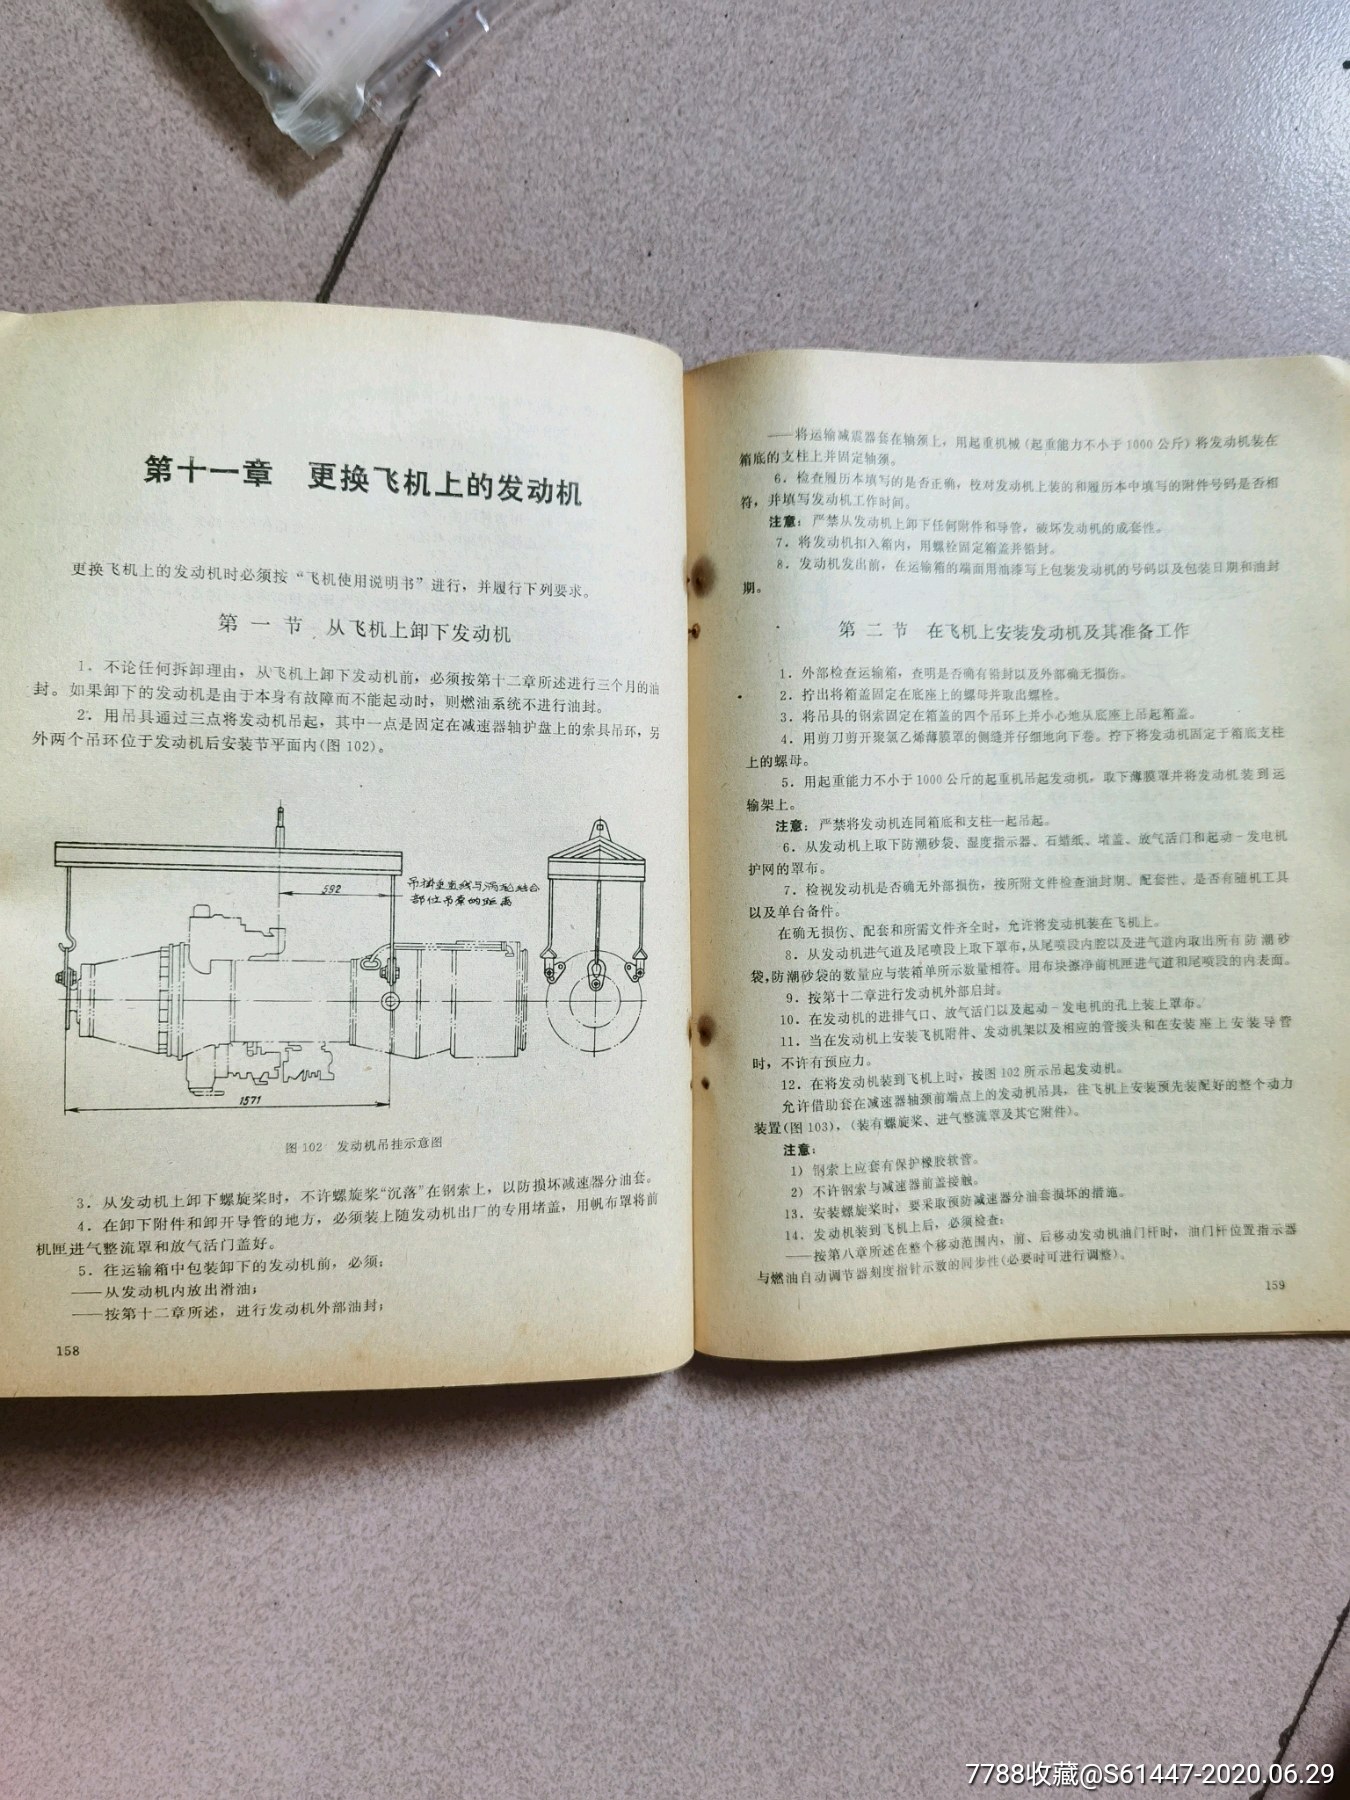 第十一章 更换飞机上的发动机
更换飞机上的发动机时必须按“飞机使用说明书”进行，并履行下列要求。
第一节 从飞机上卸下发动机
1．不论任何拆卸理由，从飞机上卸下发动机前，必须按第十二章所述进行三个月的油
封。如果卸下的发动机是由于本身有故障而不能起动时，则燃油系统不进行油封。
2．用吊具通过三点将发动机吊起，其中一点是固定在减速器轴护盘上的索具吊环，另
外两个吊环位于发动机后安装节平面内(图102)。
592
吊挂垂直线与涡轮结合
部位吊索的距离
1571
图102 发动机吊挂示意图
3．从发动机上卸下螺旋桨时，不许螺旋桨“沉落”在钢索上，以防损坏减速器分油套。
4．在卸下附件和卸开导管的地方，必须装上随发动机出厂的专用堵盖，用帆布罩将前
机匣进气整流罩和放气活门盖好。
5．往运输箱中包装卸下的发动机前，必须：
——从发动机内放出滑油；
——按第十二章所述，进行发动机外部油封；
158
——将运输减震器套在轴颈上，用起重机械(起重能力不小于1000公斤)将发动机装在
箱底的支柱上并固定轴颈。
6．检查履历本填写的是否正确，校对发动机上装的和履历本中填写的附件号码是否相
符，并填写发动机工作时间。
注意：严禁从发动机上卸下任何附件和导管，破坏发动机的成套性。
7．将发动机扣入箱内，用螺栓固定箱盖并铅封。
8．发动机发出前，在运输箱的端面用油漆写上包装发动机的号码以及包装日期和油封
期。
第二节 在飞机上安装发动机及其准备工作
1．外部检查运输箱，查明是否确有铅封以及外部确无损伤。
2．拧出将箱盖固定在底座上的螺母并取出螺栓。
3．将吊具的钢索固定在箱盖的四个吊环上并小心地从底座上吊起箱盖。
4．用剪刀剪开聚氯乙烯薄膜罩的侧缝并仔细地向下卷。拧下将发动机固定于箱底支柱
上的螺母。
5．用起重能力不小于1000公斤的起重机吊起发动机，取下薄膜罩并将发动机装到运
输架上。
注意：严禁将发动机连同箱底和支柱一起吊起。
6．从发动机上取下防潮砂袋、湿度指示器、石蜡纸、堵盖、放气活门和起动－发电机
护网的罩布。
7．检视发动机是否确无外部损伤，按所附文件检查油封期、配套性、是否有随机工具
以及单台备件。
在确无损伤、配套和所需文件齐全时，允许将发动机装在飞机上。
8．从发动机进气道及尾喷段上取下罩布，从尾喷段内腔以及进气道内取出所有防潮砂
袋，防潮砂袋的数量应与装箱单所示数量相符。用布块擦净前机匣进气道和尾喷段的内表面。
9．按第十二章进行发动机外部启封。
10．在发动机的进排气口、放气活门以及起动－发电机的孔上装上罩布。
11．当在发动机上安装飞机附件、发动机架以及相应的管接头和在安装座上安装导管
时，不许有预应力。
12．在将发动机装到飞机上时，按图102所示吊起发动机。
允许借助套在减速器轴颈前端点上的发动机吊具，往飞机上安装预先装配好的整个动力
装置(图103)，(装有螺旋桨、进气整流罩及其它附件)。
注意：
1) 钢索上应套有保护橡胶软管。
2) 不许钢索与减速器前盖接触。
13．安装螺旋桨时，要采取预防减速器分油套损坏的措施。
14．发动机装到飞机上后，必须检查：
——按第八章所述在整个移动范围内，前、后移动发动机油门杆时，油门杆位置指示器
与燃油自动调节器刻度指针示数的同步性(必要时可进行调整)。
159
7788收藏@S61447-2020.06.29